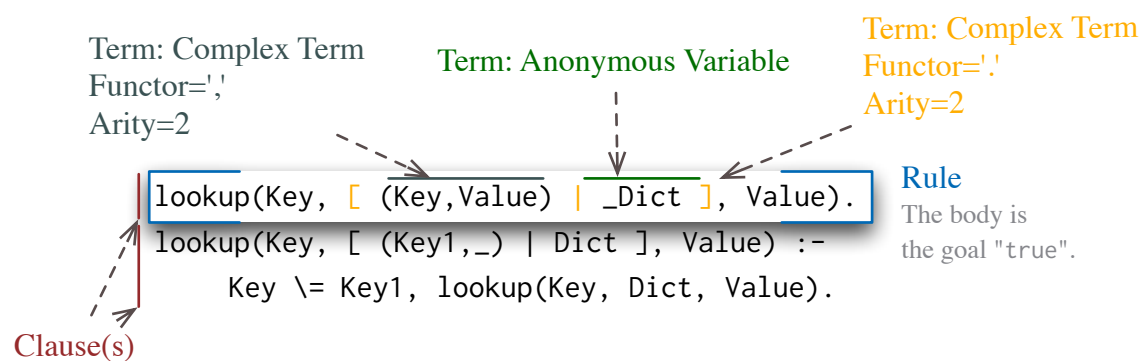 Term: Complex Term
Functor=','
Arity=2
Term: Anonymous Variable
Term: Complex Term
Functor='.'
Arity=2
lookup(Key, [ (Key,Value) | _Dict ], Value).
lookup(Key, [ (Key1,_) | Dict ], Value) :-
Key \= Key1, lookup(Key, Dict, Value).
Rule
The body is
the goal "true".
Clause(s)